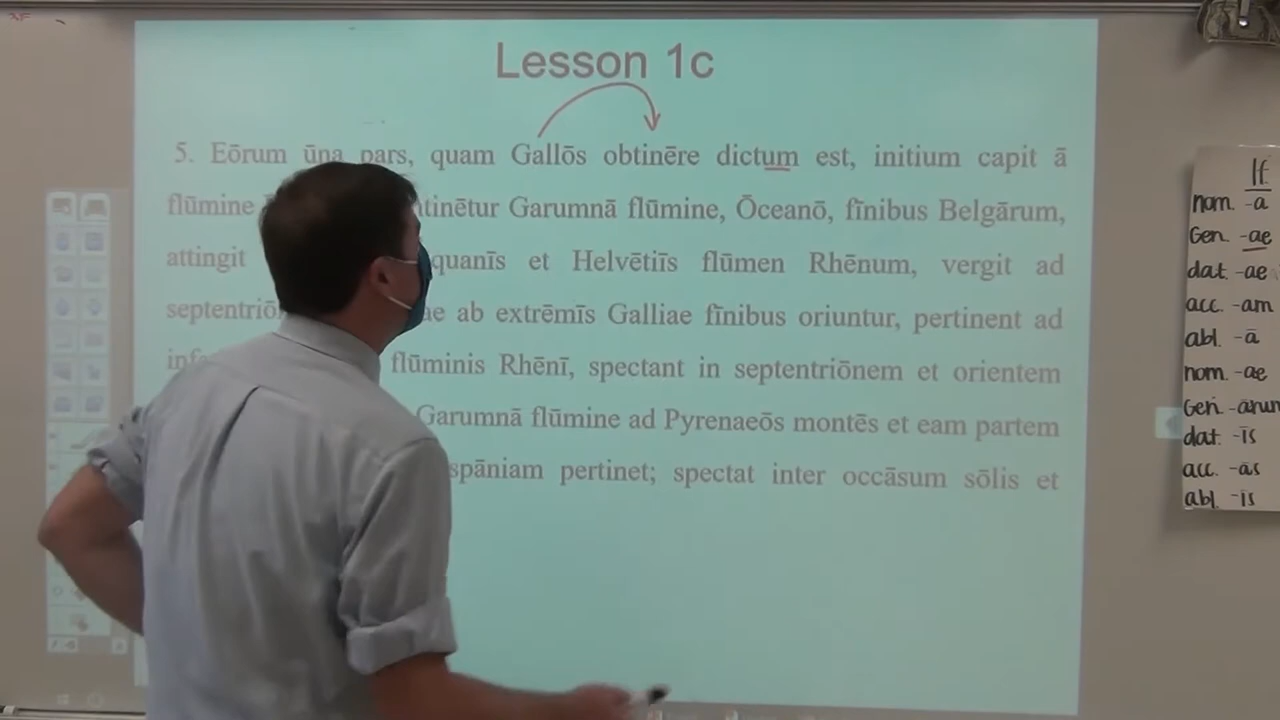 Lesson 1c
5. Eōrum ūna pars, quam Gallōs obtinēre dictum est, initium capit ā
flūmine tinētur Garumnā flūmine, Ōceanō, fīnibus Belgārum,
attingit quanīs et Helvētiīs flūmen Rhēnum, vergit ad
septentriō ae ab extrēmīs Galliae fīnibus oriuntur, pertinent ad
inf flūminis Rhēnī, spectant in septentriōnem et orientem
Garumnā flūmine ad Pyrenaeōs montēs et eam partem
spāniam pertinet; spectat inter occāsum sōlis et
1f
nom. -a
Gen. -ae
dat. -ae
acc. -am
abl. -ā
nom. -ae
Gen. -ārum
dat. -īs
acc. -ās
abl. -īs